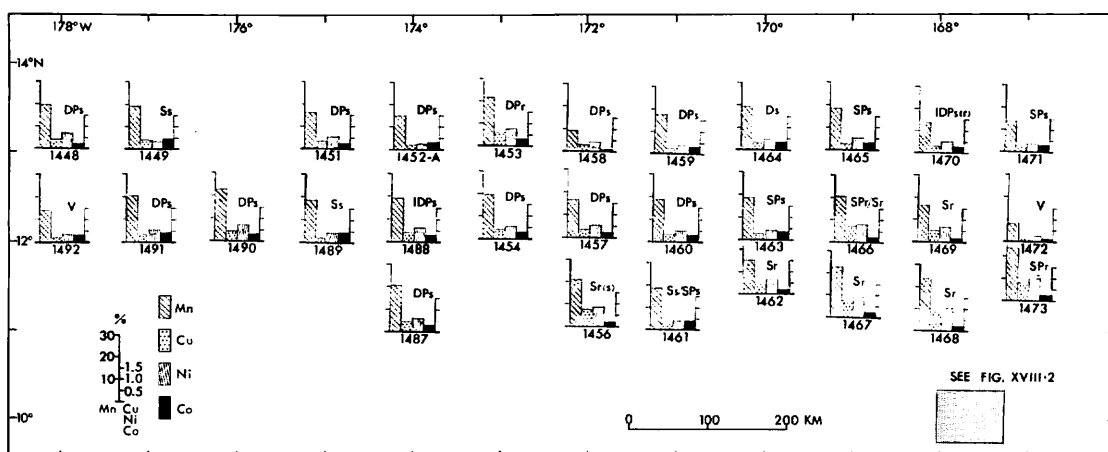 178°W 176° 174° 172° 170° 168°
14°N
DPs Ss DPs DPs DPr DPs DPs Ds SPs IDPs(r) SPs
1448 1449 1451 1452-A 1453 1458 1459 1464 1465 1470 1471
V DPs DPs Ss IDPs DPs DPs DPs SPs SPr/Sr Sr V
12°
1492 1491 1490 1489 1488 1454 1457 1460 1463 1466 1469 1472
DPs Sr(s) Ss/SPs Sr Sr Sr SPr
1487 1456 1461 1462 1467 1468 1473
Mn
%
30
20
10
1.5
1.0
0.5
Cu
Ni
Co
Mn Cu
Ni
Co
SEE FIG. XVIII-2
10°
0 100 200 KM